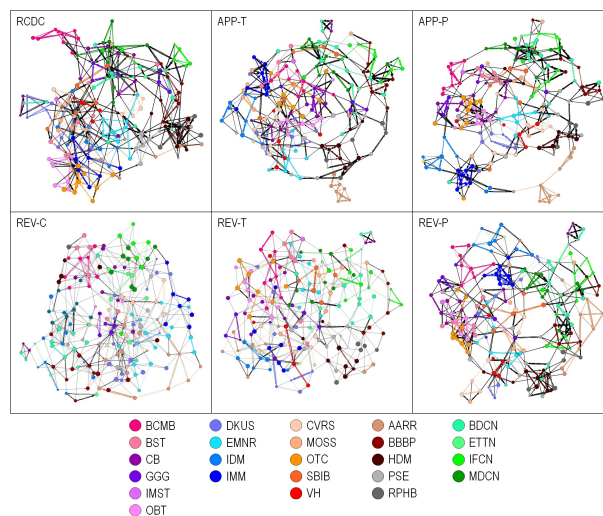 RCDC
APP-T
APP-P
REV-C
REV-T
REV-P
BCMB
DKUS
CVRS
AARR
BDCN
BST
EMNR
MOSS
BBBP
ETTN
CB
IDM
OTC
HDM
IFCN
GGG
IMM
SBIB
PSE
MDCN
IMST
VH
RPHB
OBT